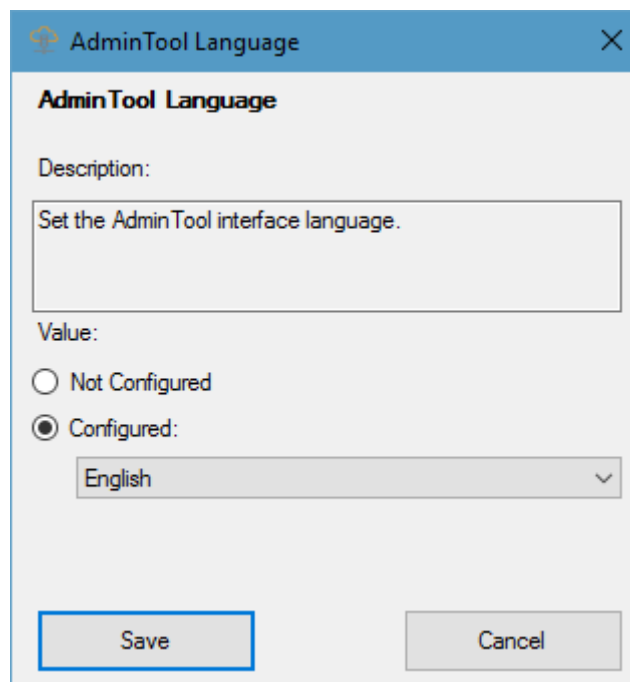 AdminTool Language
AdminTool Language
Description:
Set the AdminTool interface language.
Value:
Not Configured
Configured:
English
Save
Cancel